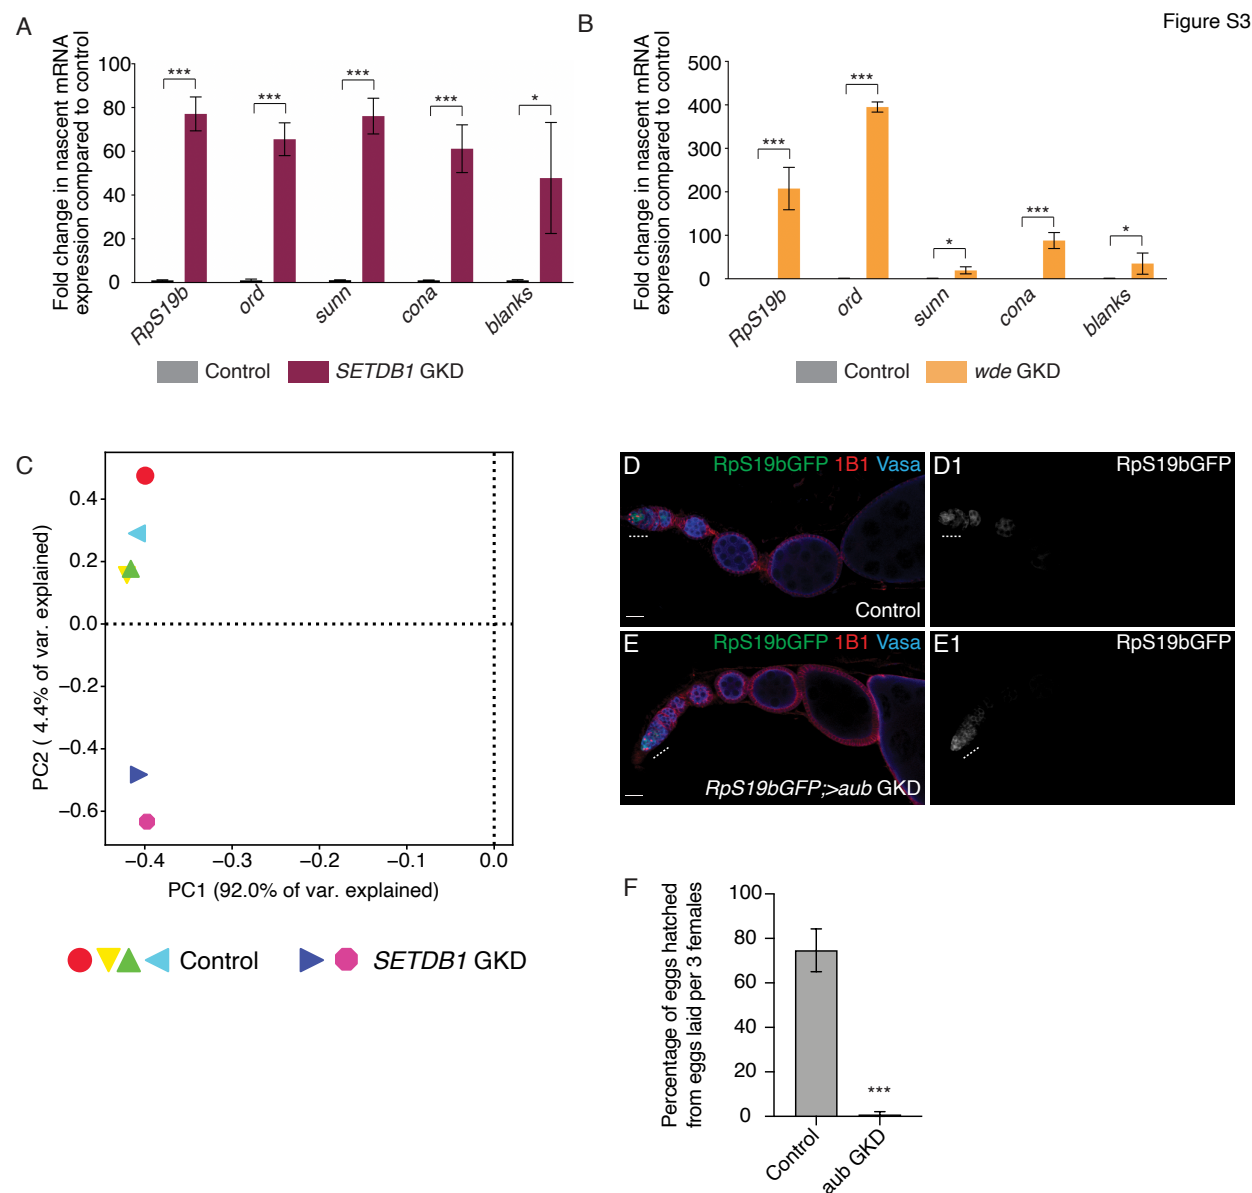 Figure S3
A
Fold change in nascent mRNA
expression compared to control
100
80
60
40
20
0
***
***
***
***
*
RpS19b
ord
sunn
cona
blanks
Control
SETDB1 GKD
B
Fold change in nascent mRNA
expression compared to control
500
400
300
200
100
0
***
***
*
***
*
RpS19b
ord
sunn
cona
blanks
Control
wde GKD
C
PC2 ( 4.4% of var. explained)
0.4
0.2
0.0
−0.2
−0.4
−0.6
−0.4
−0.3
−0.2
−0.1
0.0
PC1 (92.0% of var. explained)
Control
SETDB1 GKD
D
RpS19bGFP 1B1 Vasa
Control
D1
RpS19bGFP
E
RpS19bGFP 1B1 Vasa
RpS19bGFP;>aub GKD
E1
RpS19bGFP
F
Percentage of eggs hatched
from eggs laid per 3 females
100
80
60
40
20
0
***
Control
aub GKD